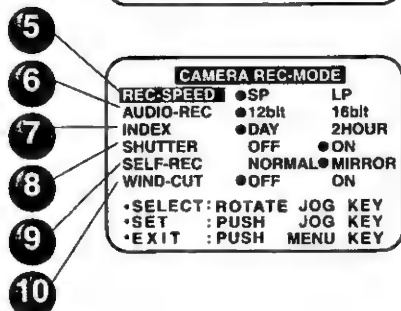 5
6
7
8
9
10
CAMERA REC-MODE
REC-SPEED ●SP LP
AUDIO-REC ●12bit 16bit
INDEX ●DAY 2HOUR
SHUTTER OFF ●ON
SELF-REC NORMAL ●MIRROR
WIND-CUT ●OFF ON
•SELECT:ROTATE JOG KEY
•SET :PUSH JOG KEY
•EXIT :PUSH MENU KEY